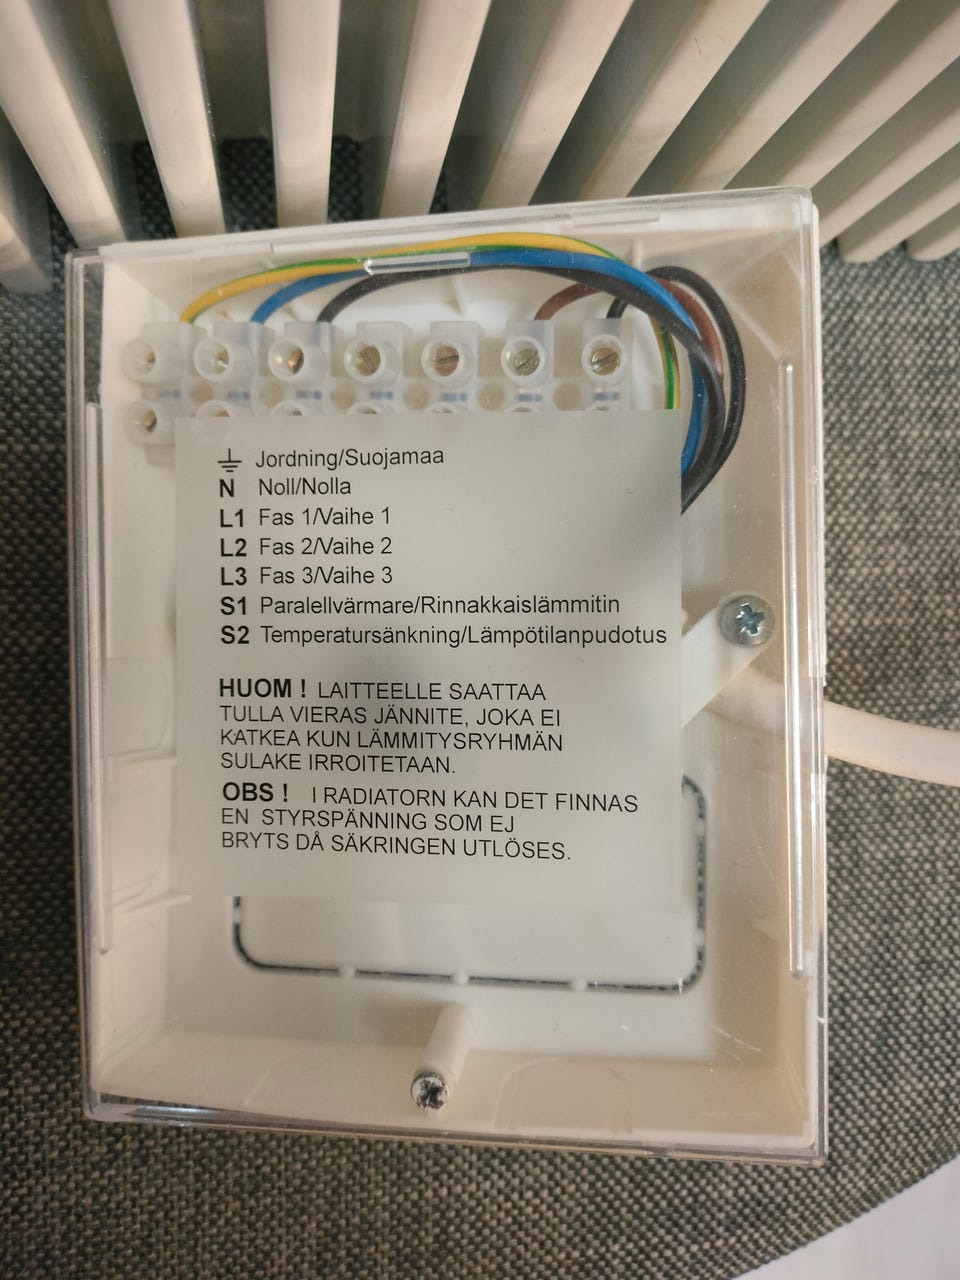 ⏚ Jordning/Suojamaa
N Noll/Nolla
L1 Fas 1/Vaihe 1
L2 Fas 2/Vaihe 2
L3 Fas 3/Vaihe 3
S1 Paralellvärmare/Rinnakkaislämmitin
S2 Temperatursänkning/Lämpötilanpudotus
HUOM ! LAITTEELLE SAATTAA
TULLA VIERAS JÄNNITE, JOKA EI
KATKEA KUN LÄMMITYSRYHMÄN
SULAKE IRROITETAAN.
OBS ! I RADIATORN KAN DET FINNAS
EN STYRSPÄNNING SOM EJ
BRYTS DÅ SÄKRINGEN UTLÖSES.